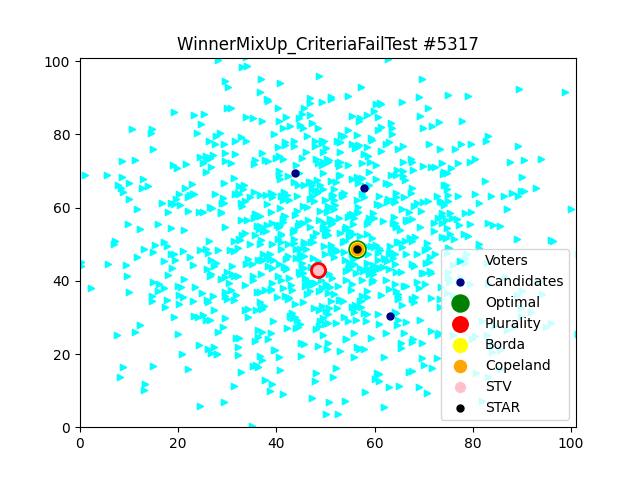 WinnerMixUp_CriteriaFailTest #5317
100
80
60
40
20
0
0
20
40
60
80
100
Voters
Candidates
Optimal
Plurality
Borda
Copeland
STV
STAR